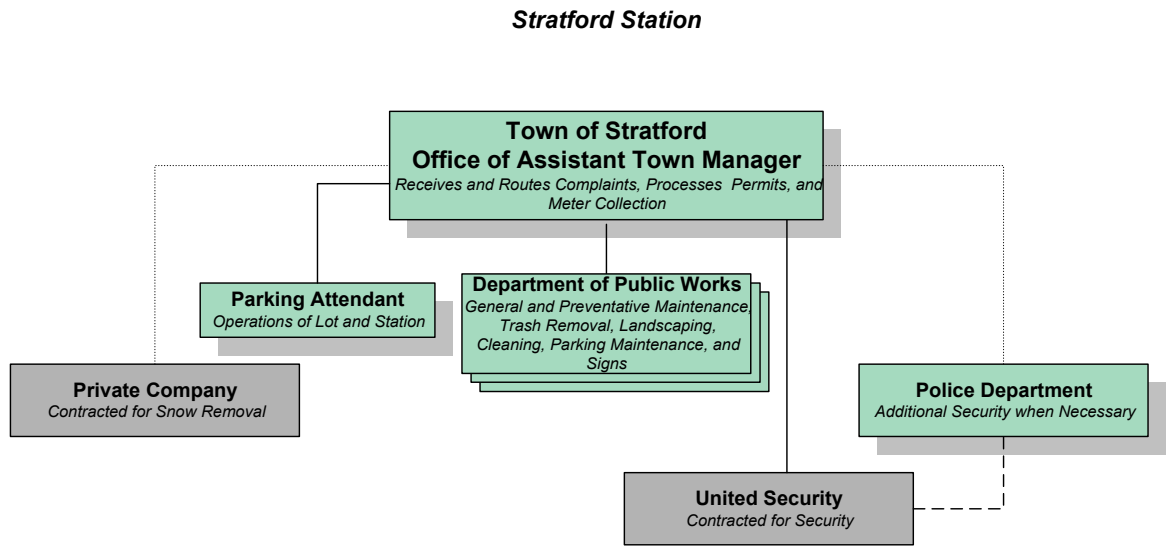 Stratford Station
Town of Stratford
Office of Assistant Town Manager
Receives and Routes Complaints, Processes Permits, and
Meter Collection
Parking Attendant
Operations of Lot and Station
Department of Public Works
General and Preventative Maintenance,
Trash Removal, Landscaping,
Cleaning, Parking Maintenance, and
Signs
Private Company
Contracted for Snow Removal
Police Department
Additional Security when Necessary
United Security
Contracted for Security